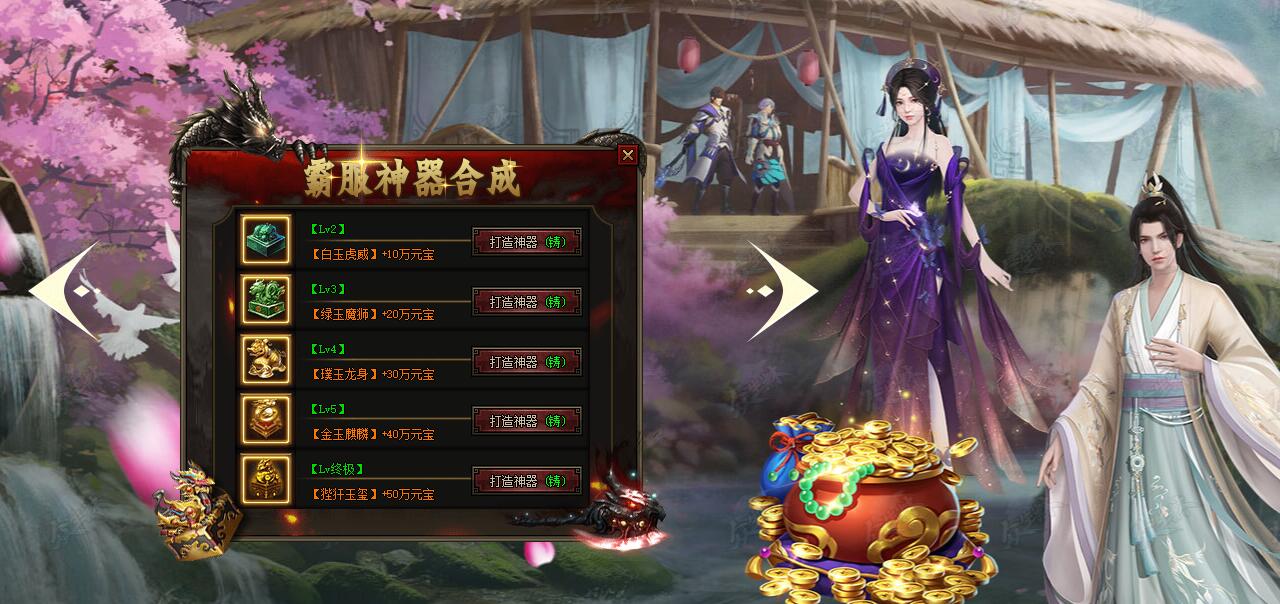 霸服神器合成
【Lv2】
【白玉虎威】+10万元宝
打造神器（铸）
【Lv3】
【绿玉魔狮】+20万元宝
打造神器（铸）
【Lv4】
【璞玉龙身】+30万元宝
打造神器（铸）
【Lv5】
【金玉麒麟】+40万元宝
打造神器（铸）
【Lv终极】
【狴犴玉玺】+50万元宝
打造神器（铸）